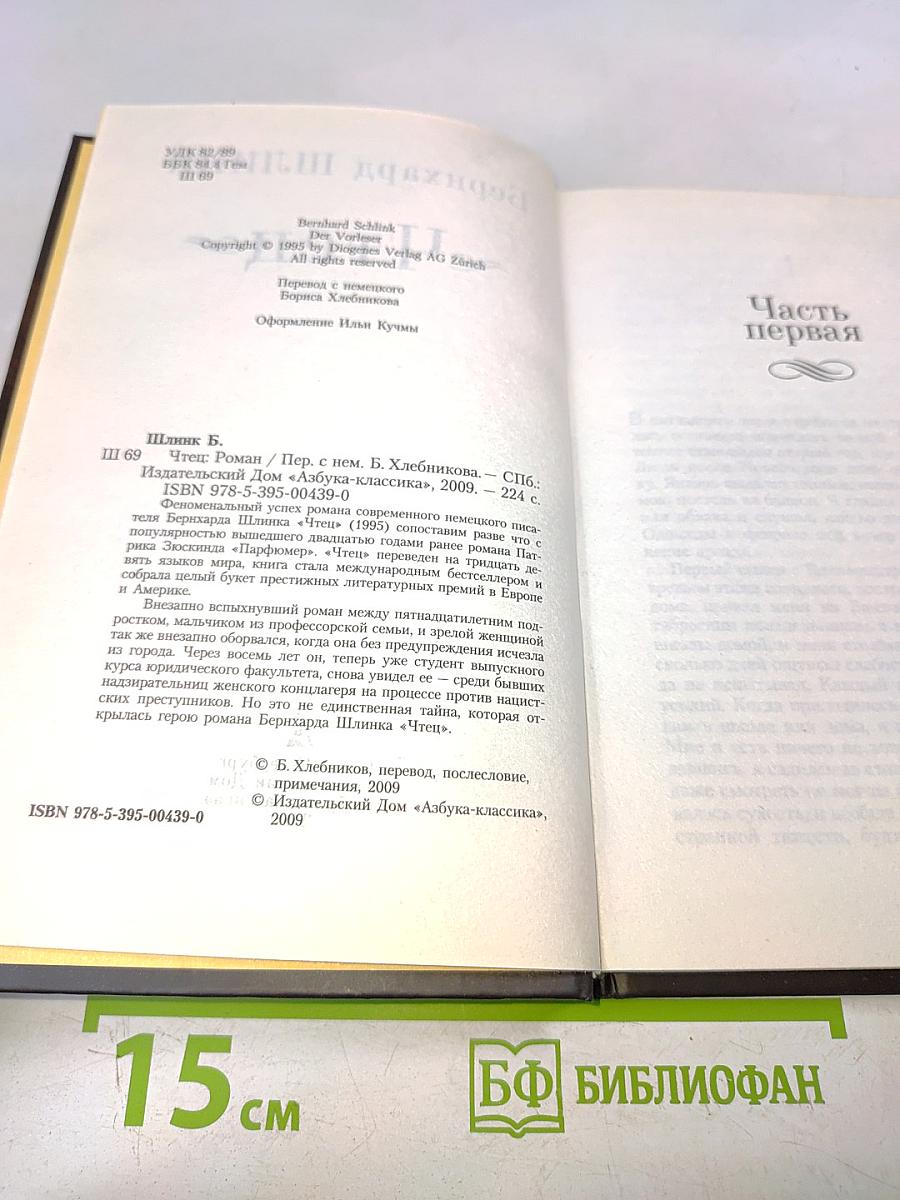 УДК 82/89
ББК 84.4 Гем
Ш 69
Bernhard Schlink
Der Vorleser
Copyright © 1995 by Diogenes Verlag AG Zürich
All rights reserved
Перевод с немецкого
Бориса Хлебникова
Оформление Ильи Кучмы
Шлинк Б.
Ш 69 Чтец: Роман / Пер. с нем. Б. Хлебникова. — СПб.:
Издательский Дом «Азбука-классика», 2009. — 224 с.
ISBN 978-5-395-00439-0
Феноменальный успех романа современного немецкого писа-
теля Бернхарда Шлинка «Чтец» (1995) сопоставим разве что с
популярностью вышедшего двадцатью годами ранее романа Пат-
рика Зюскинда «Парфюмер». «Чтец» переведен на тридцать де-
вять языков мира, книга стала международным бестселлером и
собрала целый букет престижных литературных премий в Европе
и Америке.
Внезапно вспыхнувший роман между пятнадцатилетним под-
ростком, мальчиком из профессорской семьи, и зрелой женщиной
так же внезапно оборвался, когда она без предупреждения исчезла
из города. Через восемь лет он, теперь уже студент выпускного
курса юридического факультета, снова увидел ее — среди бывших
надзирательниц женского концлагеря на процессе против нацист-
ских преступников. Но это не единственная тайна, которая от-
крылась герою романа Бернхарда Шлинка «Чтец».
© Б. Хлебников, перевод, послесловие,
примечания, 2009
© Издательский Дом «Азбука-классика»,
2009
ISBN 978-5-395-00439-0
Часть
первая
15 см
БФ БИБЛИОФАН